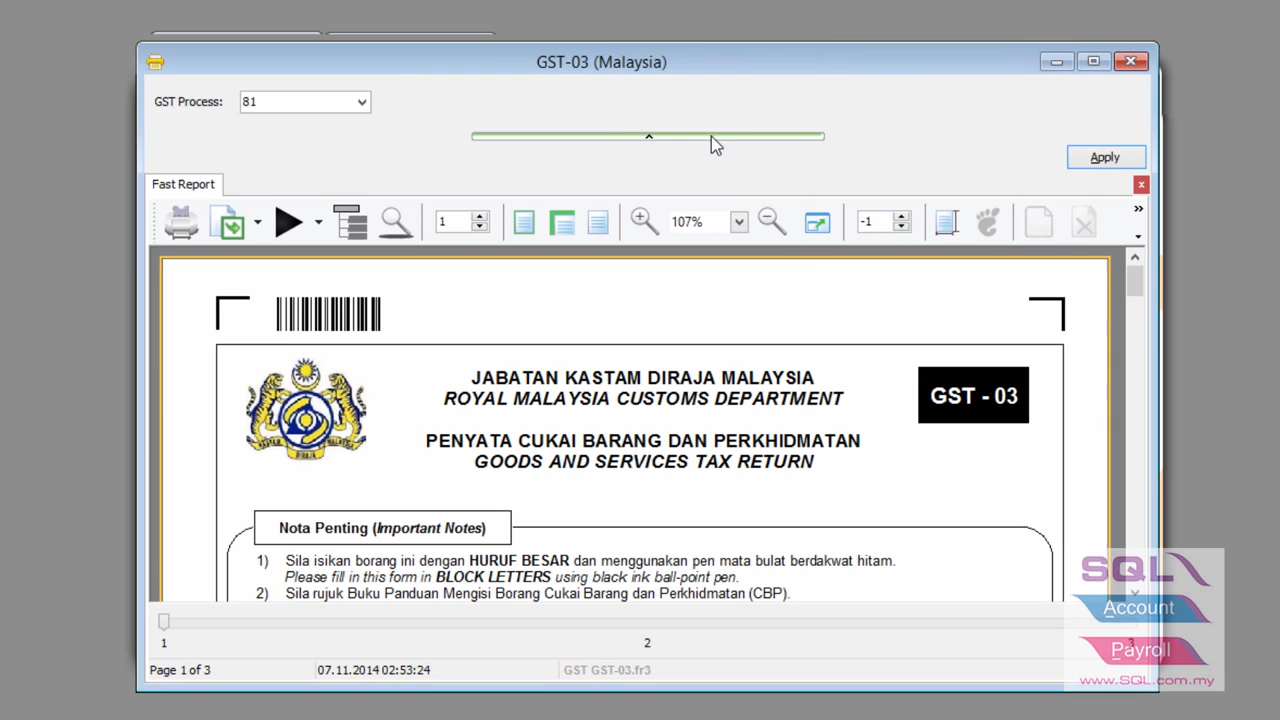 GST-03 (Malaysia)
GST Process: 81
Apply
Fast Report
x
1 107% -1 »
JABATAN KASTAM DIRAJA MALAYSIA
ROYAL MALAYSIA CUSTOMS DEPARTMENT
GST - 03
PENYATA CUKAI BARANG DAN PERKHIDMATAN
GOODS AND SERVICES TAX RETURN
KASTAM DIRAJA MALAYSIA
Nota Penting (Important Notes)
1) Sila isikan borang ini dengan HURUF BESAR dan menggunakan pen mata bulat berdakwat hitam.
Please fill in this form in BLOCK LETTERS using black ink ball-point pen.
2) Sila rujuk Buku Panduan Mengisi Borang Cukai Barang dan Perkhidmatan (CBP).
SQL
Account
Payroll
www.SQL.com.my
1 2 3
Page 1 of 3 07.11.2014 02:53:24 GST GST-03.fr3